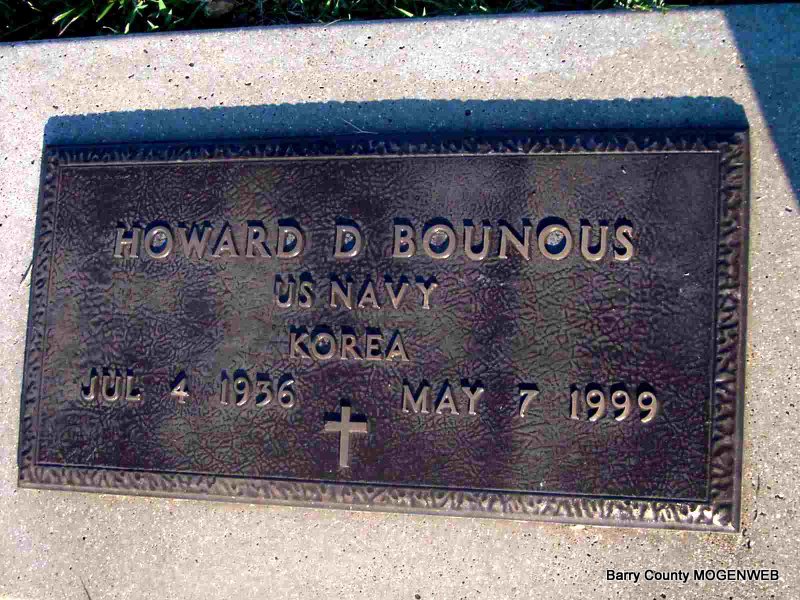 HOWARD D BOUNOUS
US NAVY
KOREA
JUL 4 1936 MAY 7 1999
Barry County MOGENWEB